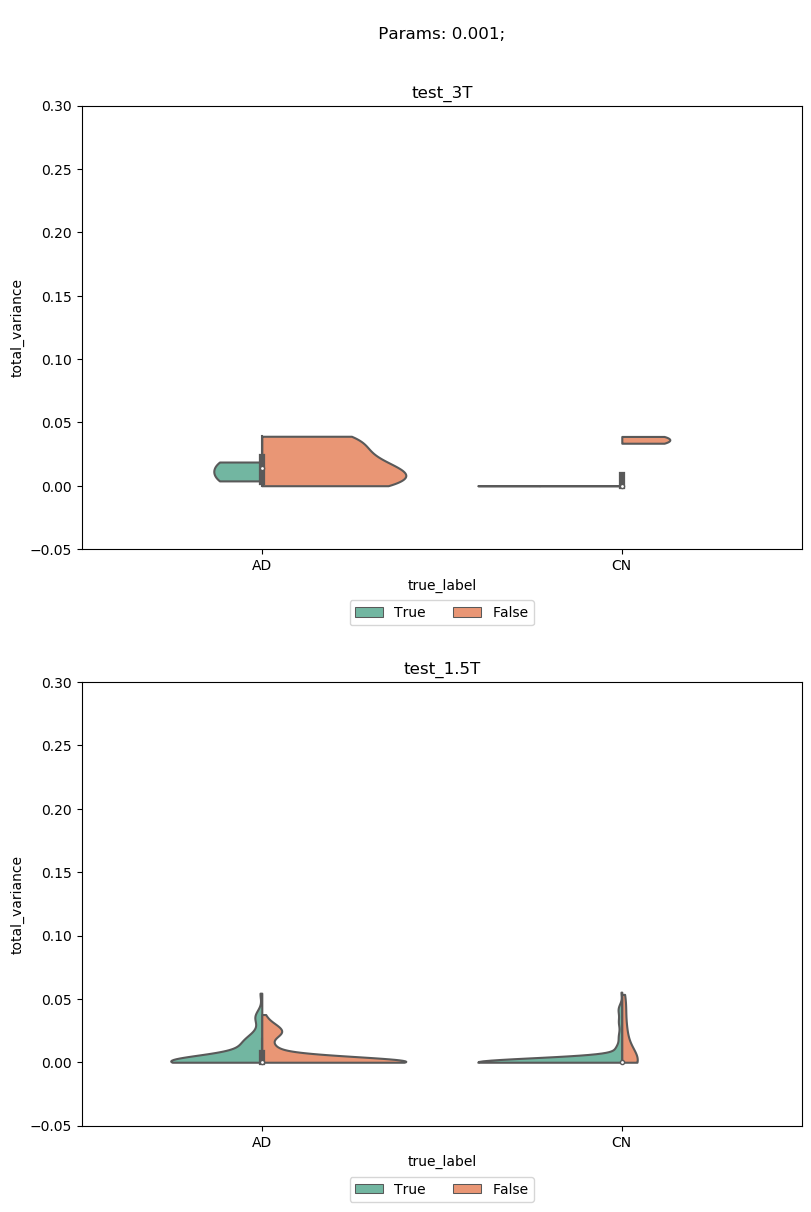 Params: 0.001;
test_3T
0.30
0.25
0.20
0.15
0.10
0.05
0.00
−0.05
total_variance
AD CN
true_label
True False
test_1.5T
0.30
0.25
0.20
0.15
0.10
0.05
0.00
−0.05
total_variance
AD CN
true_label
True False